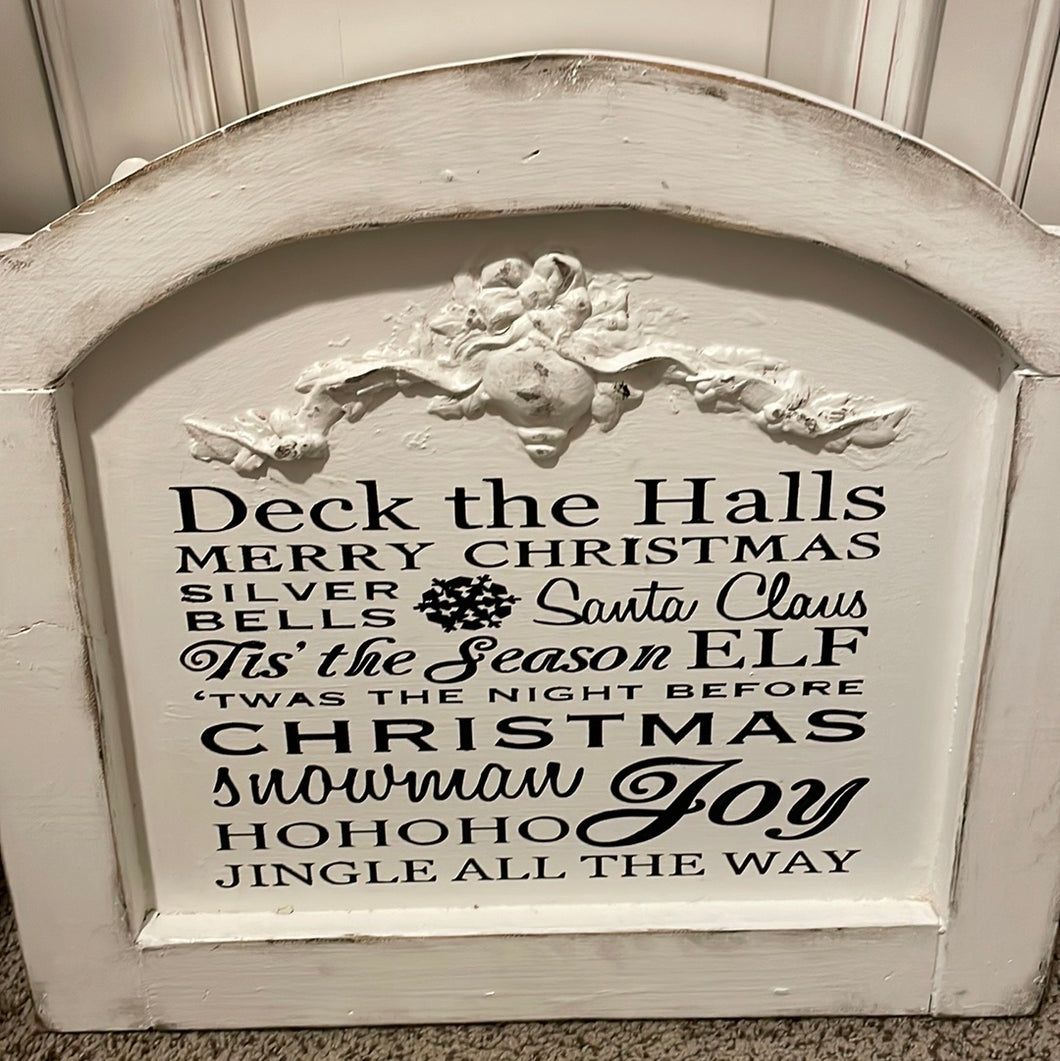 Deck the Halls
MERRY CHRISTMAS
SILVER
BELLS
Santa Claus
Tis' the Season ELF
‘TWAS THE NIGHT BEFORE
CHRISTMAS
snowman Joy
HOHOHO
JINGLE ALL THE WAY